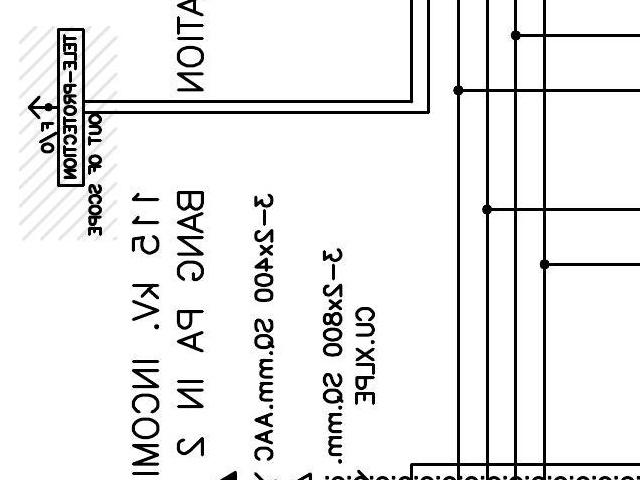 TELE-PROTECTION
OUT OF SCOPE
F/O
ATION
115 kV. INCOMI
BANG PA IN 2
3-2x400 SQ.mm.AAC
3-2x800 SQ.mm.
CU.XLPE